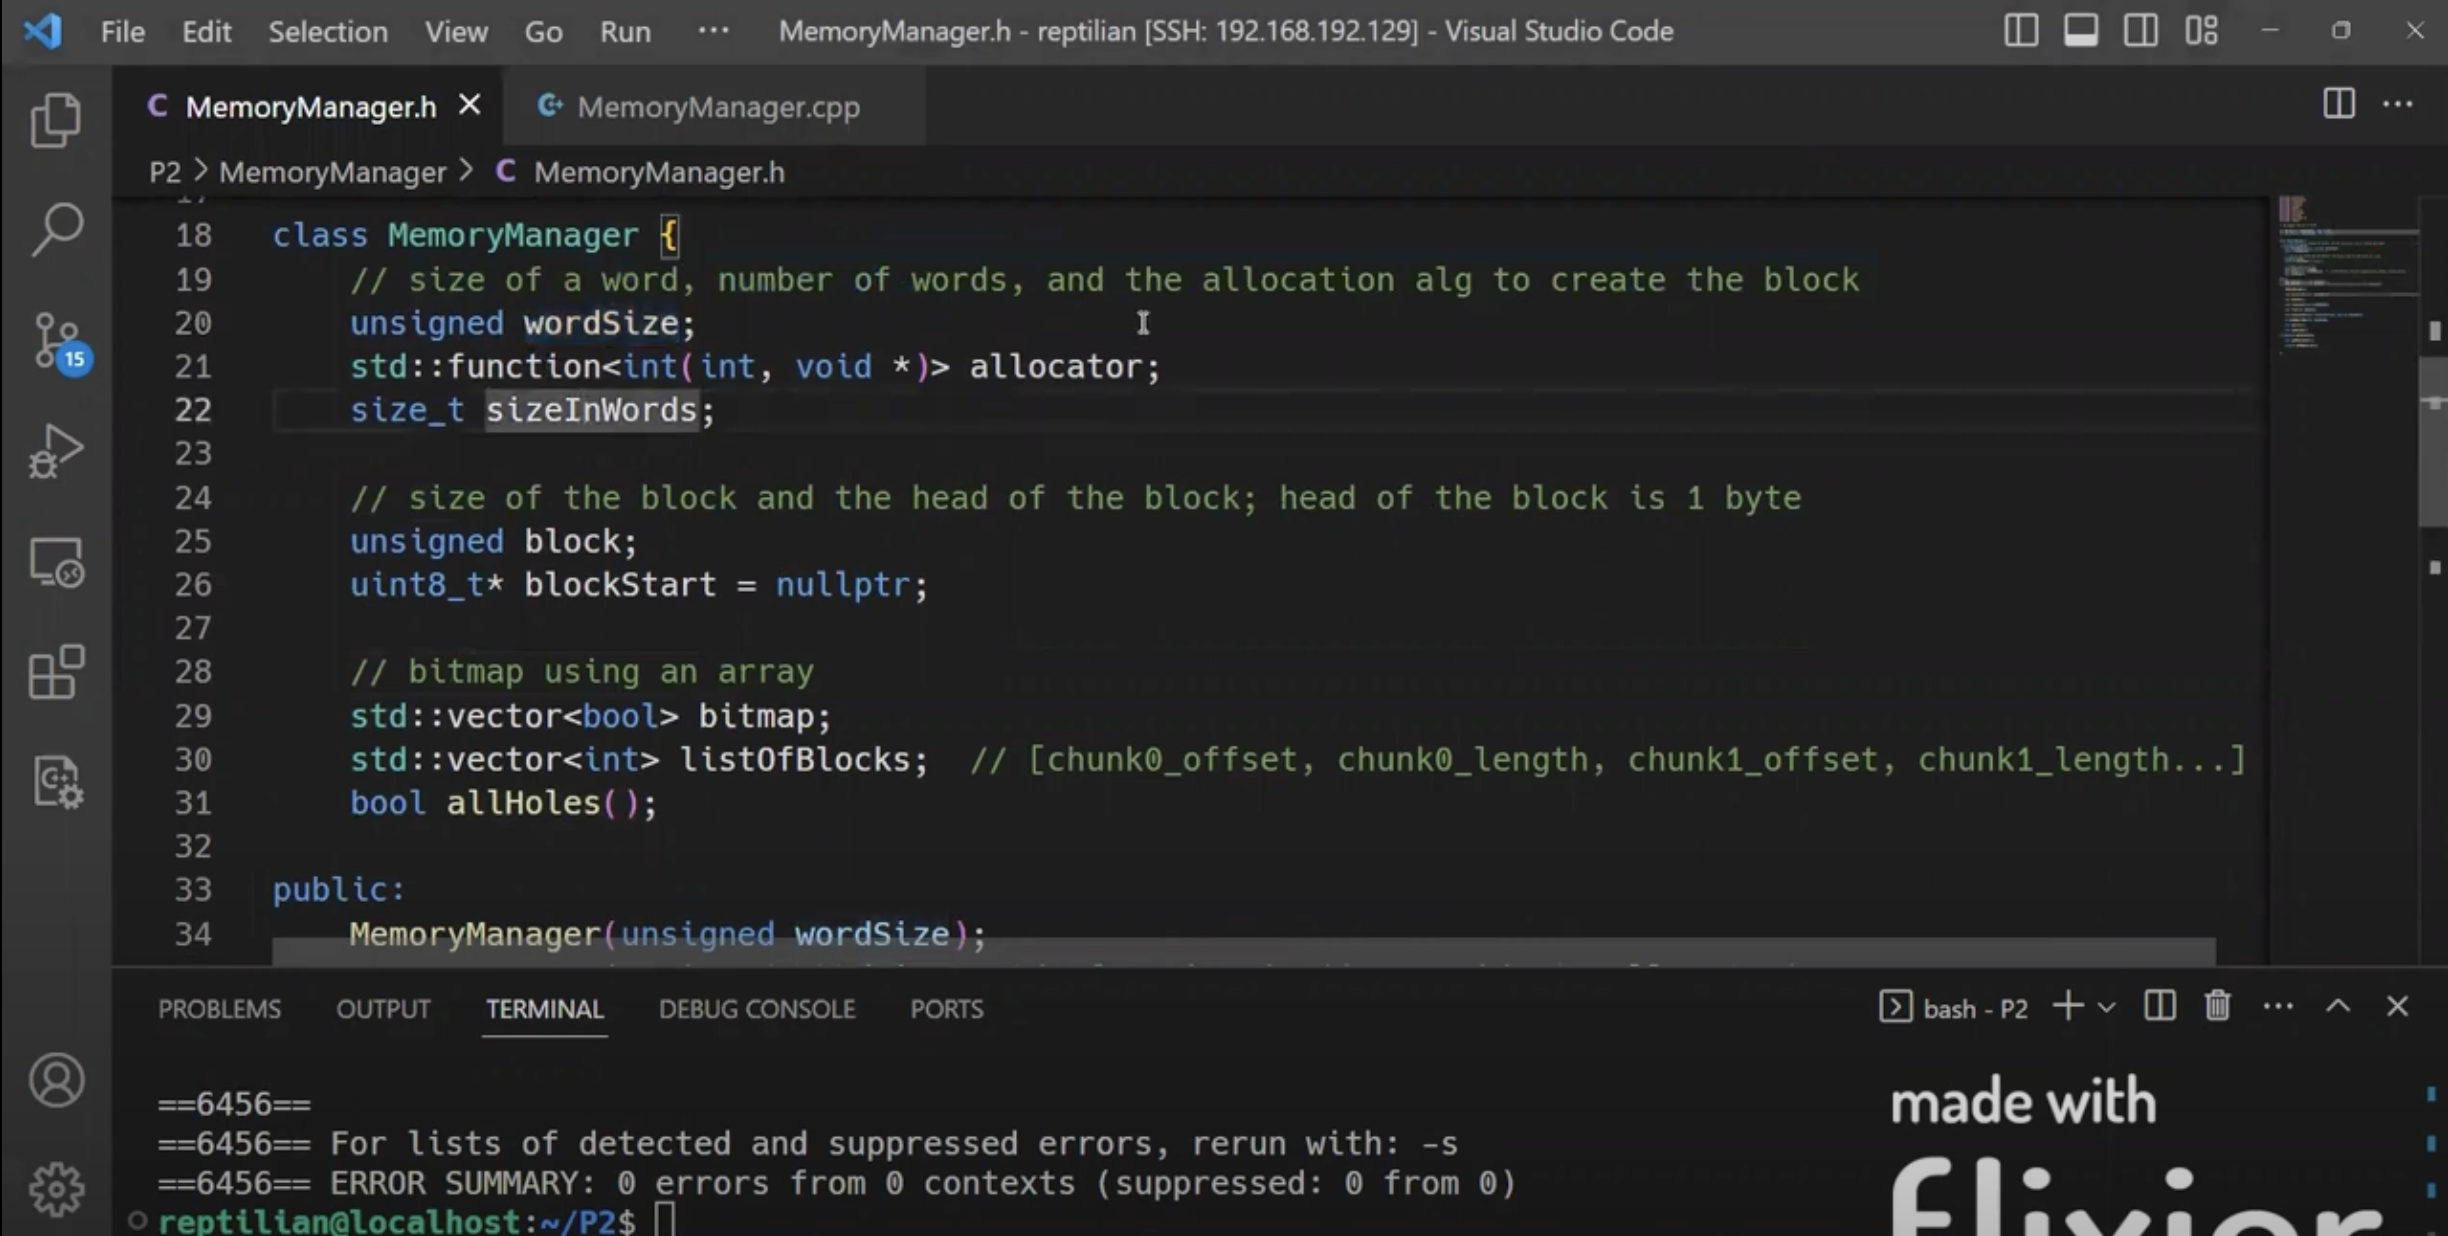 File Edit Selection View Go Run ··· MemoryManager.h - reptilian [SSH: 192.168.192.129] - Visual Studio Code
C MemoryManager.h × MemoryManager.cpp
P2 > MemoryManager > C MemoryManager.h
18 class MemoryManager {
19 // size of a word, number of words, and the allocation alg to create the block
20 unsigned wordSize;
21 std::function<int(int, void *)> allocator;
22 size_t sizeInWords;
23
24 // size of the block and the head of the block; head of the block is 1 byte
25 unsigned block;
26 uint8_t* blockStart = nullptr;
27
28 // bitmap using an array
29 std::vector<bool> bitmap;
30 std::vector<int> listOfBlocks; // [chunk0_offset, chunk0_length, chunk1_offset, chunk1_length...]
31 bool allHoles();
32
33 public:
34 MemoryManager(unsigned wordSize);
15
PROBLEMS OUTPUT TERMINAL DEBUG CONSOLE PORTS bash - P2
==6456==
==6456== For lists of detected and suppressed errors, rerun with: -s
==6456== ERROR SUMMARY: 0 errors from 0 contexts (suppressed: 0 from 0)
reptilian@localhost:~/P2$
made with
flixier